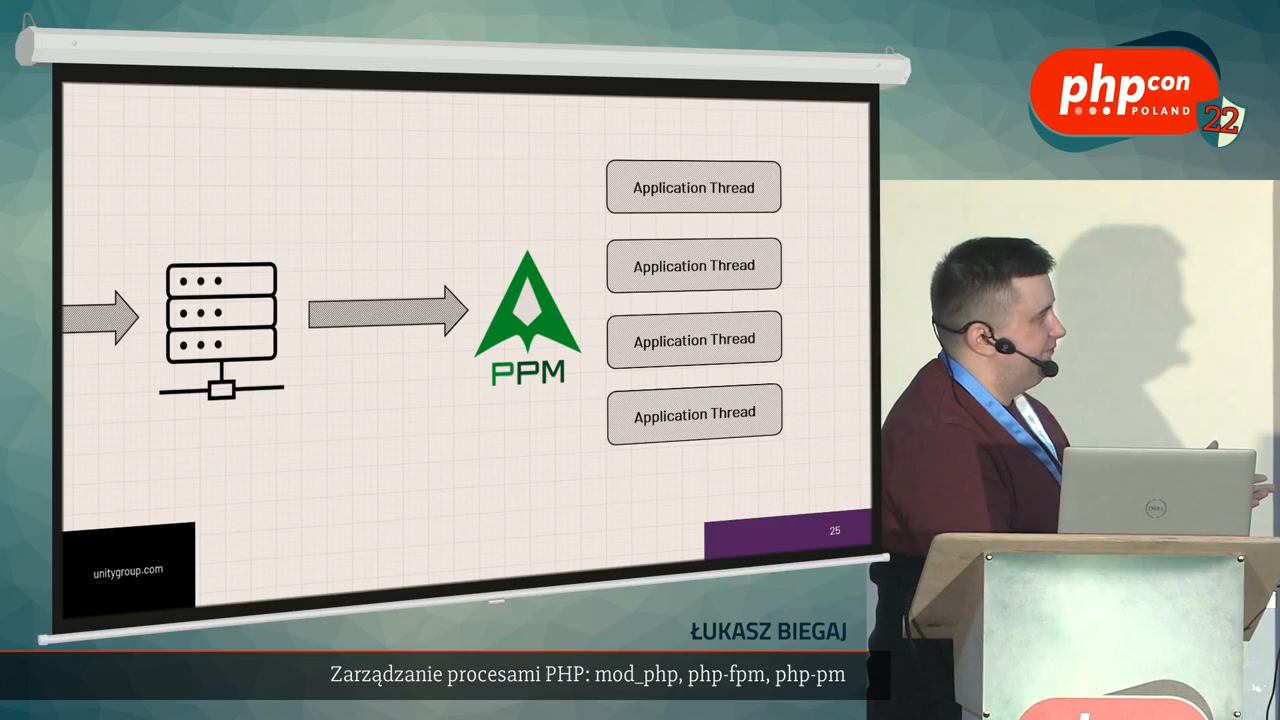 php con
POLAND
22
Application Thread
Application Thread
Application Thread
Application Thread
PPM
25
unitygroup.com
DELL
ŁUKASZ BIEGAJ
Zarządzanie procesami PHP: mod_php, php-fpm, php-pm